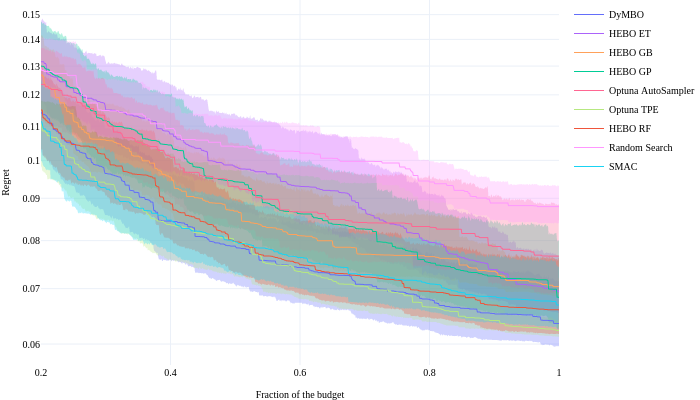 0.15
0.14
0.13
0.12
0.11
0.1
0.09
0.08
0.07
0.06
Regret
0.2
0.4
0.6
0.8
1
Fraction of the budget
DyMBO
HEBO ET
HEBO GB
HEBO GP
Optuna AutoSampler
Optuna TPE
HEBO RF
Random Search
SMAC